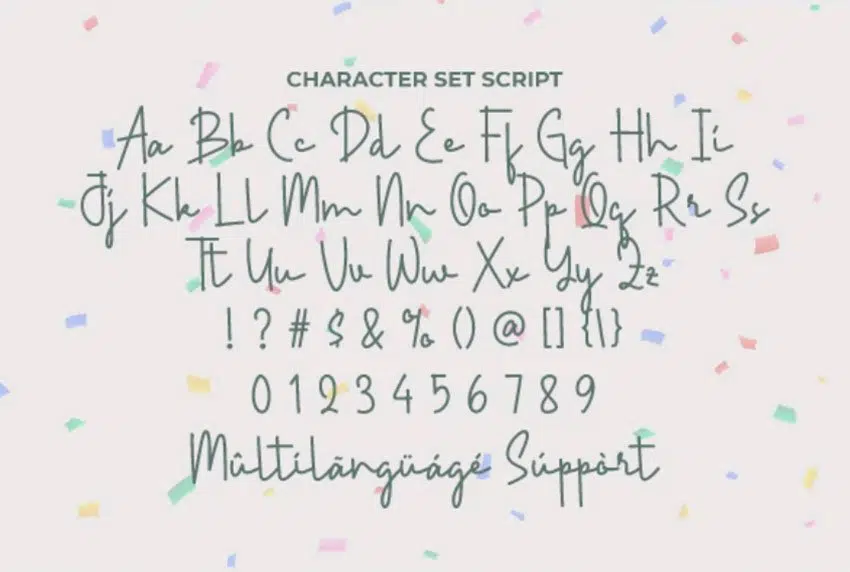 CHARACTER SET SCRIPT
Aa Bb Cc Dd Ee Ff Gg Hh Ii
Jj Kk Ll Mm Nn Oo Pp Qq Rr Ss
Tt Uu Vv Ww Xx Yy Zz
! ? # $ & % () @ [] {|}
0 1 2 3 4 5 6 7 8 9
Mûltilãngüágé Súppòrt